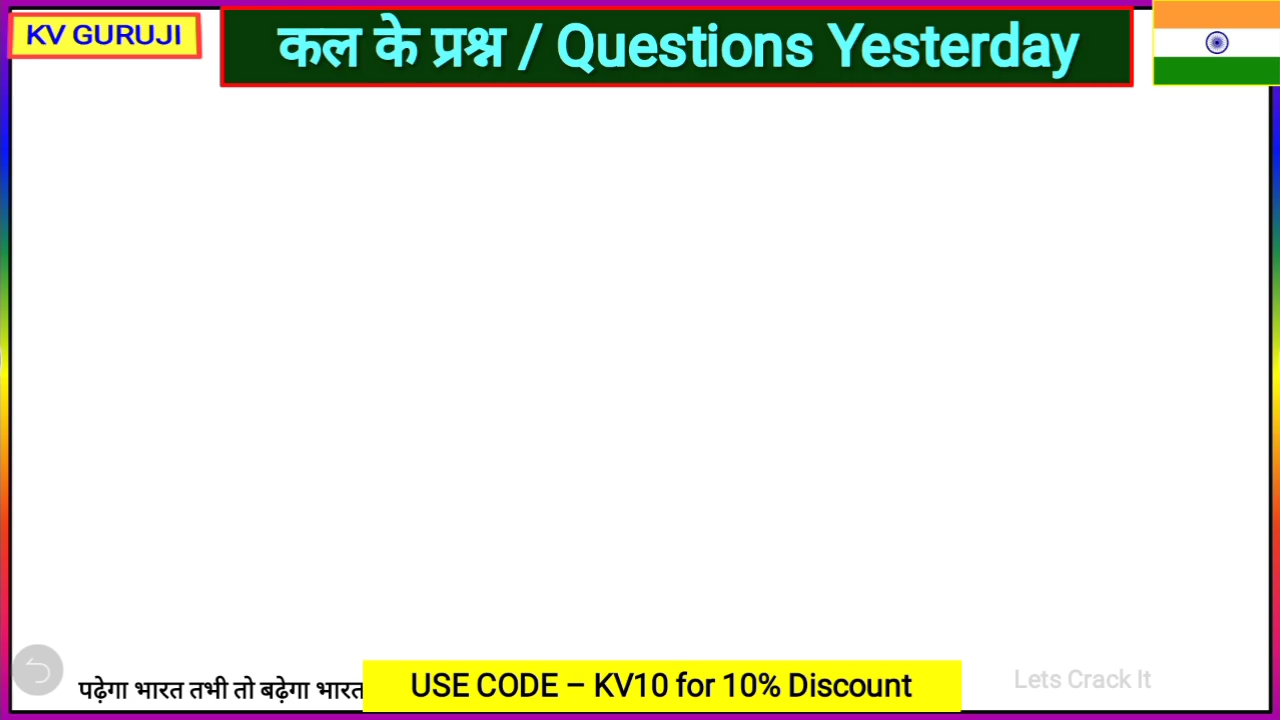 KV GURUJI
कल के प्रश्न / Questions Yesterday
पढ़ेगा भारत तभी तो बढ़ेगा भारत
USE CODE – KV10 for 10% Discount
Lets Crack It